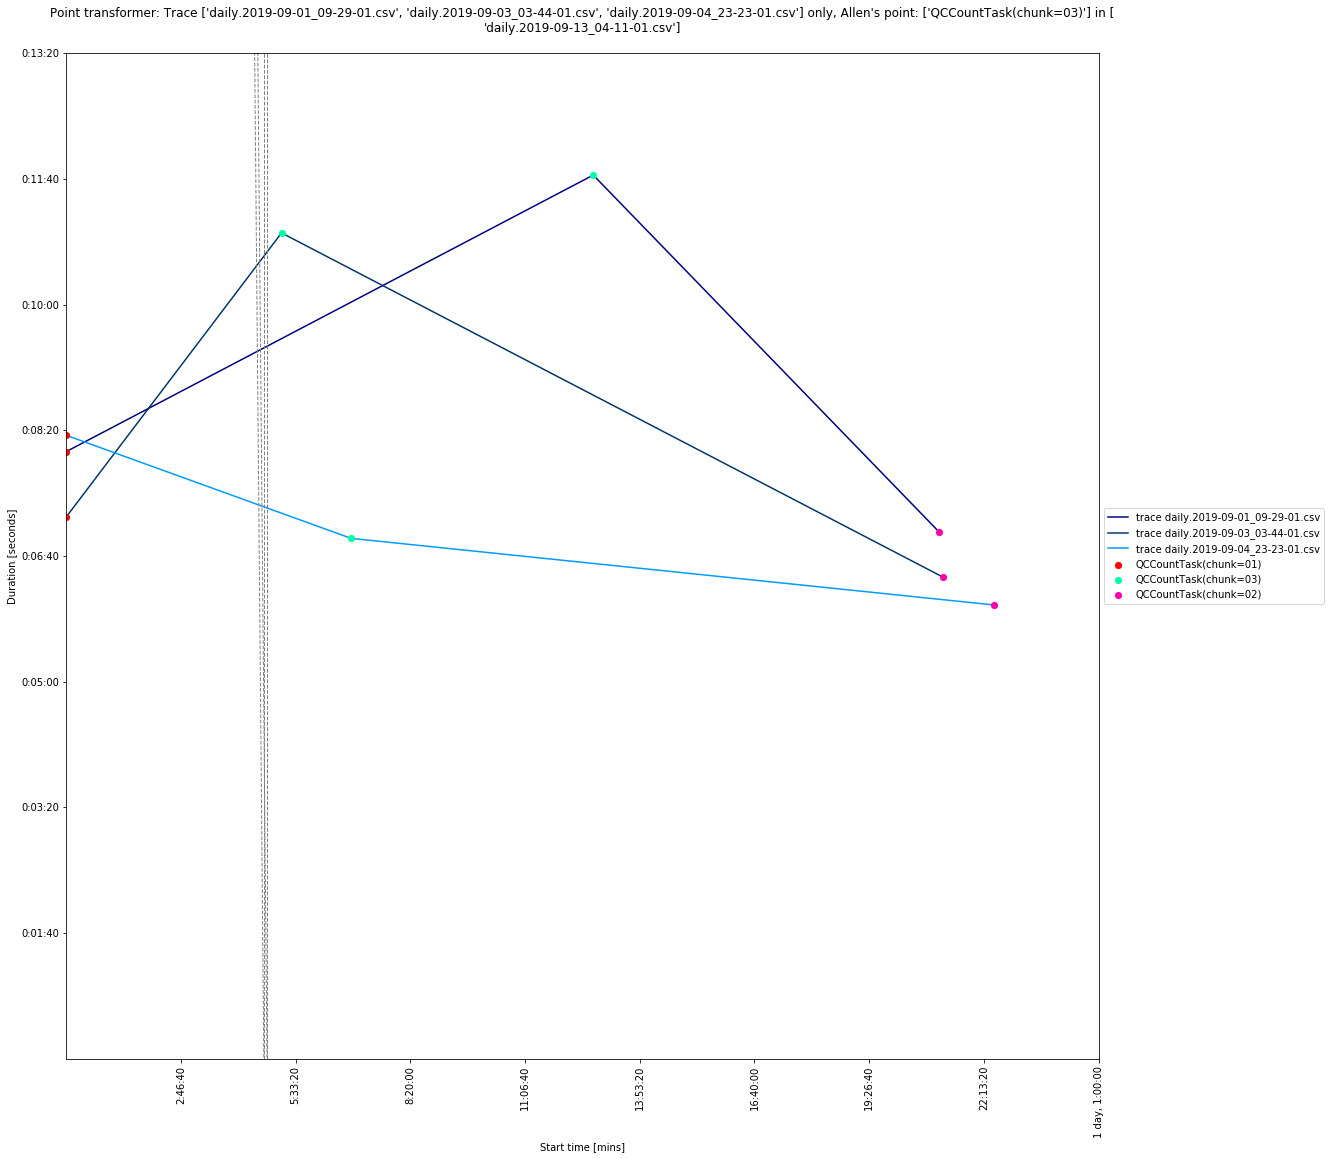 Point transformer: Trace ['daily.2019-09-01_09-29-01.csv', 'daily.2019-09-03_03-44-01.csv', 'daily.2019-09-04_23-23-01.csv'] only, Allen's point: ['QCCountTask(chunk=03)'] in [
'daily.2019-09-13_04-11-01.csv']
0:13:20
0:11:40
0:10:00
0:08:20
0:06:40
0:05:00
0:03:20
0:01:40
Duration [seconds]
2:46:40
5:33:20
8:20:00
11:06:40
13:53:20
16:40:00
19:26:40
22:13:20
1 day, 1:00:00
Start time [mins]
trace daily.2019-09-01_09-29-01.csv
trace daily.2019-09-03_03-44-01.csv
trace daily.2019-09-04_23-23-01.csv
QCCountTask(chunk=01)
QCCountTask(chunk=03)
QCCountTask(chunk=02)